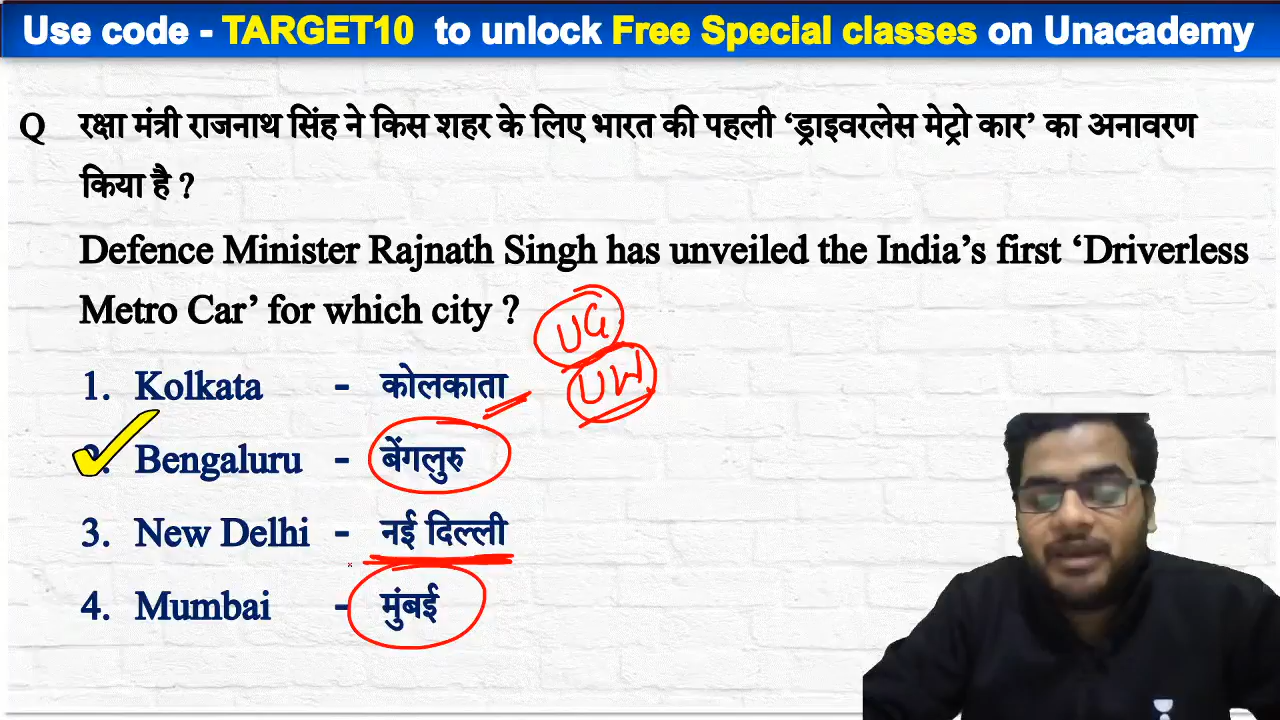 Use code - TARGET10 to unlock Free Special classes on Unacademy
Q रक्षा मंत्री राजनाथ सिंह ने किस शहर के लिए भारत की पहली ‘ड्राइवरलेस मेट्रो कार’ का अनावरण
किया है ?
Defence Minister Rajnath Singh has unveiled the India’s first ‘Driverless
Metro Car’ for which city ?
UG
UW
1. Kolkata - कोलकाता
2. Bengaluru - बेंगलुरु
3. New Delhi - नई दिल्ली
4. Mumbai - मुंबई